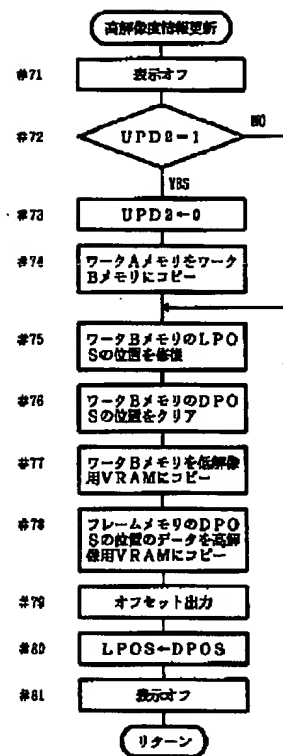 高解像度情報更新
#71
表示オフ
#72
UPD2=1
NO
YES
#73
UPD2←0
#74
ワークAメモリをワーク
Bメモリにコピー
#75
ワークBメモリのLPO
Sの位置を修復
#76
ワークBメモリのDPO
Sの位置をクリア
#77
ワークBメモリを低解像
用VRAMにコピー
#78
フレームメモリのDPO
Sの位置のデータを高解
像用VRAMにコピー
#79
オフセット出力
#80
LPOS←DPOS
#81
表示オフ
リターン